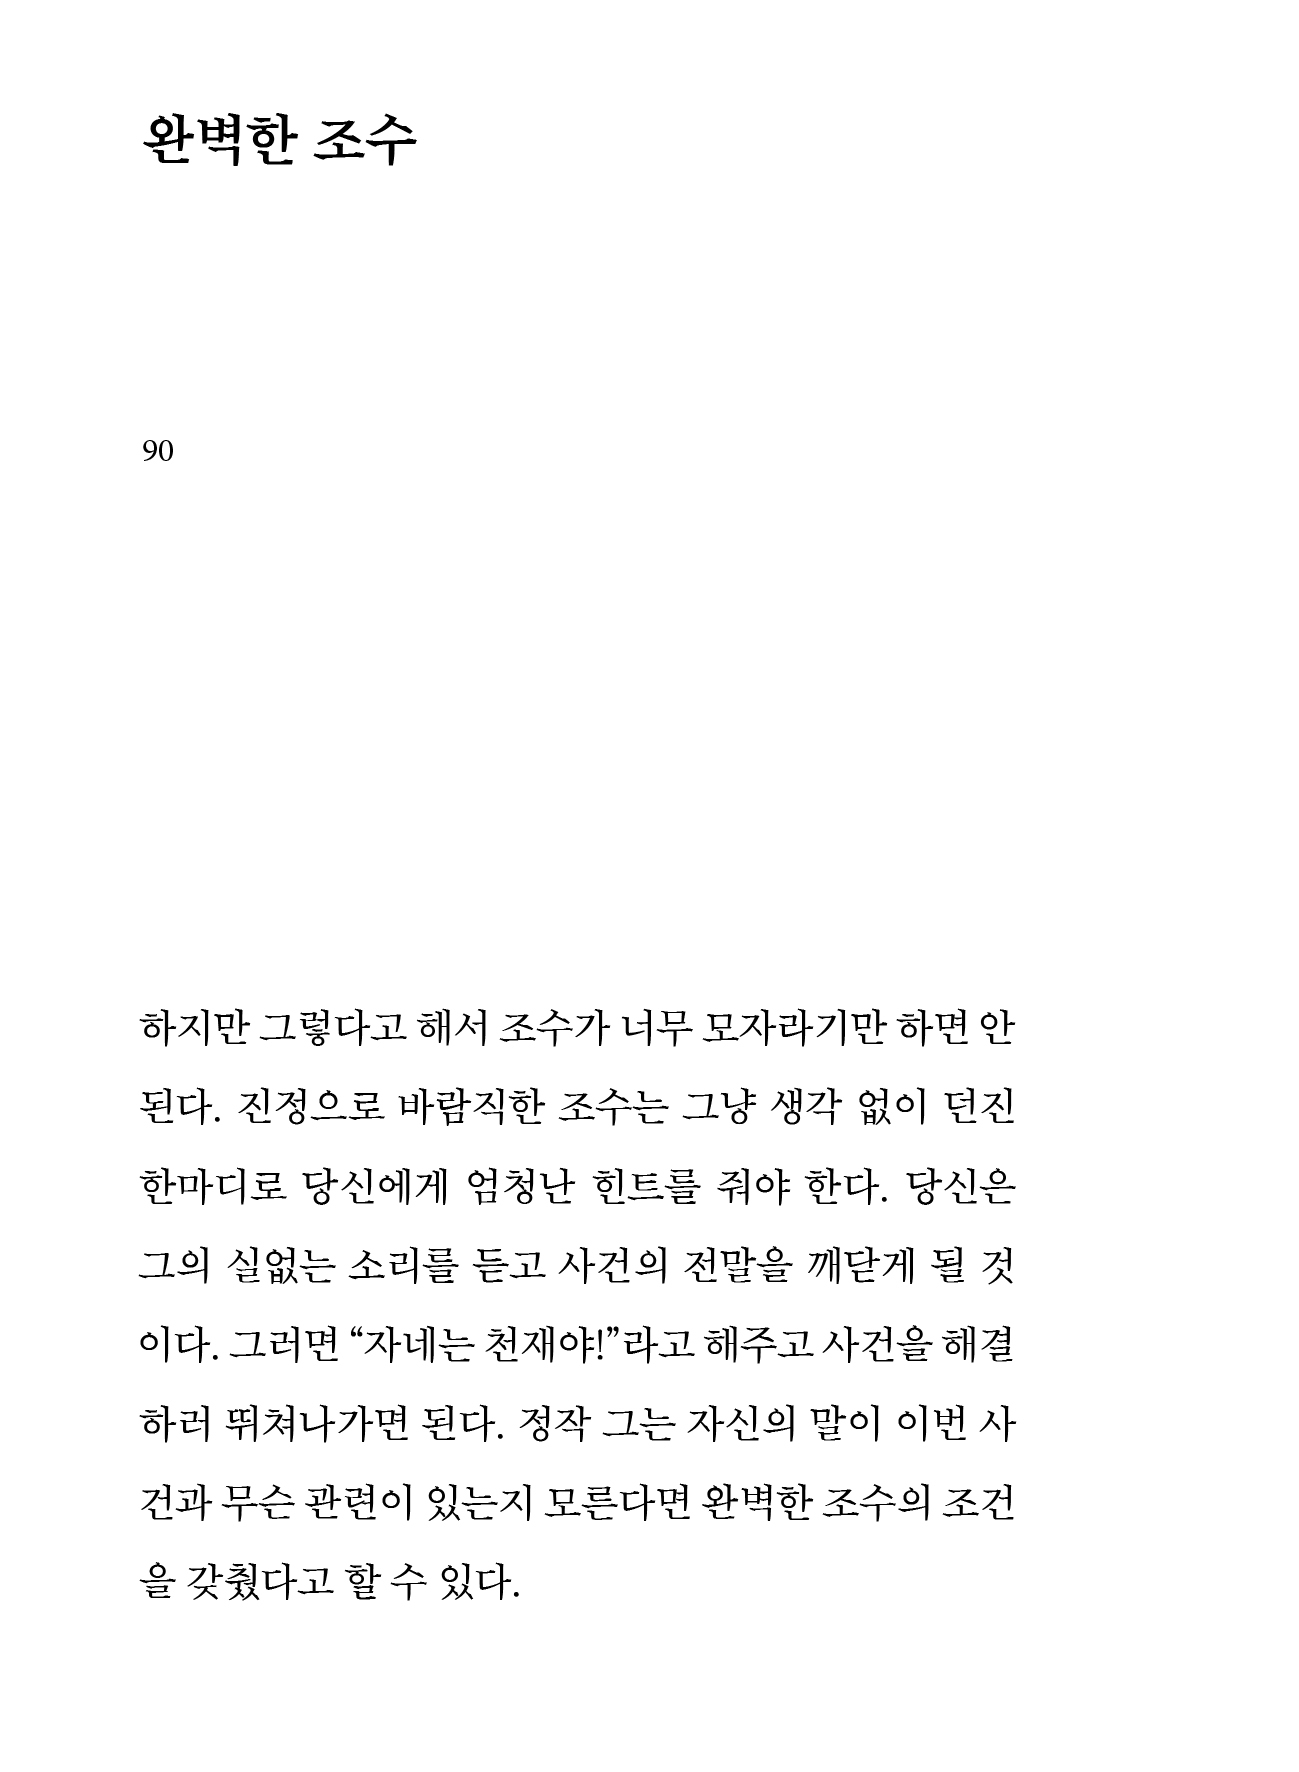 완벽한 조수
90
하지만 그렇다고 해서 조수가 너무 모자라기만 하면 안
된다. 진정으로 바람직한 조수는 그냥 생각 없이 던진
한마디로 당신에게 엄청난 힌트를 줘야 한다. 당신은
그의 실없는 소리를 듣고 사건의 전말을 깨닫게 될 것
이다. 그러면 “자네는 천재야!”라고 해주고 사건을 해결
하러 뛰쳐나가면 된다. 정작 그는 자신의 말이 이번 사
건과 무슨 관련이 있는지 모른다면 완벽한 조수의 조건
을 갖췄다고 할 수 있다.